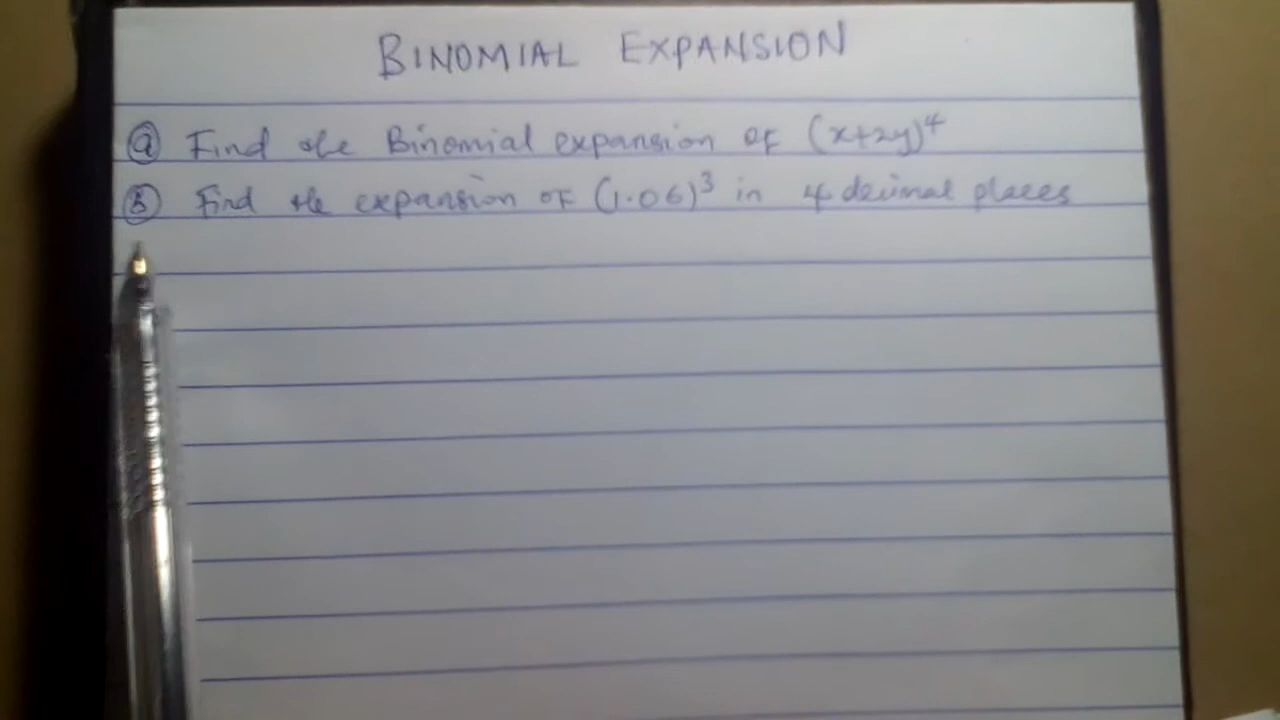 BINOMIAL EXPANSION
(a) Find the Binomial expansion of (x+2y)^4
(b) Find the expansion of (1.06)^3 in 4 decimal places